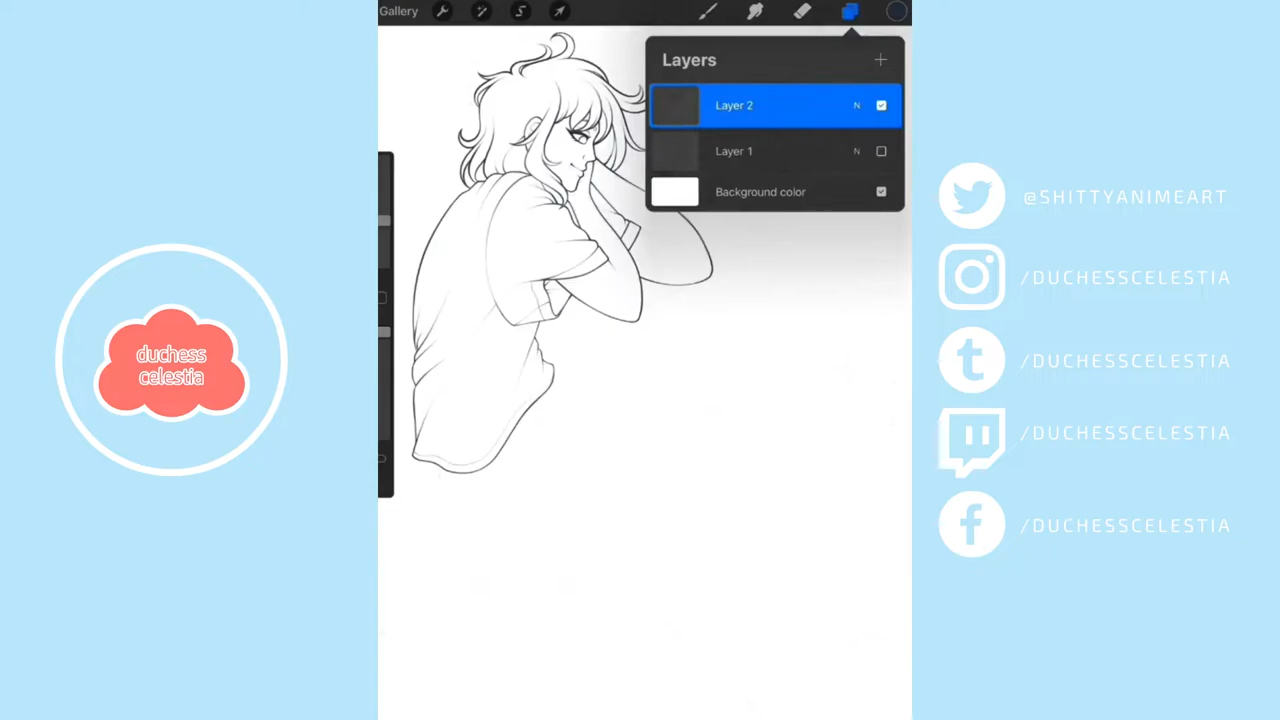 Gallery
Layers
Layer 2
N
Layer 1
N
Background color
duchess
celestia
@SHITTYANIMEART
/DUCHESSCELESTIA
/DUCHESSCELESTIA
/DUCHESSCELESTIA
/DUCHESSCELESTIA